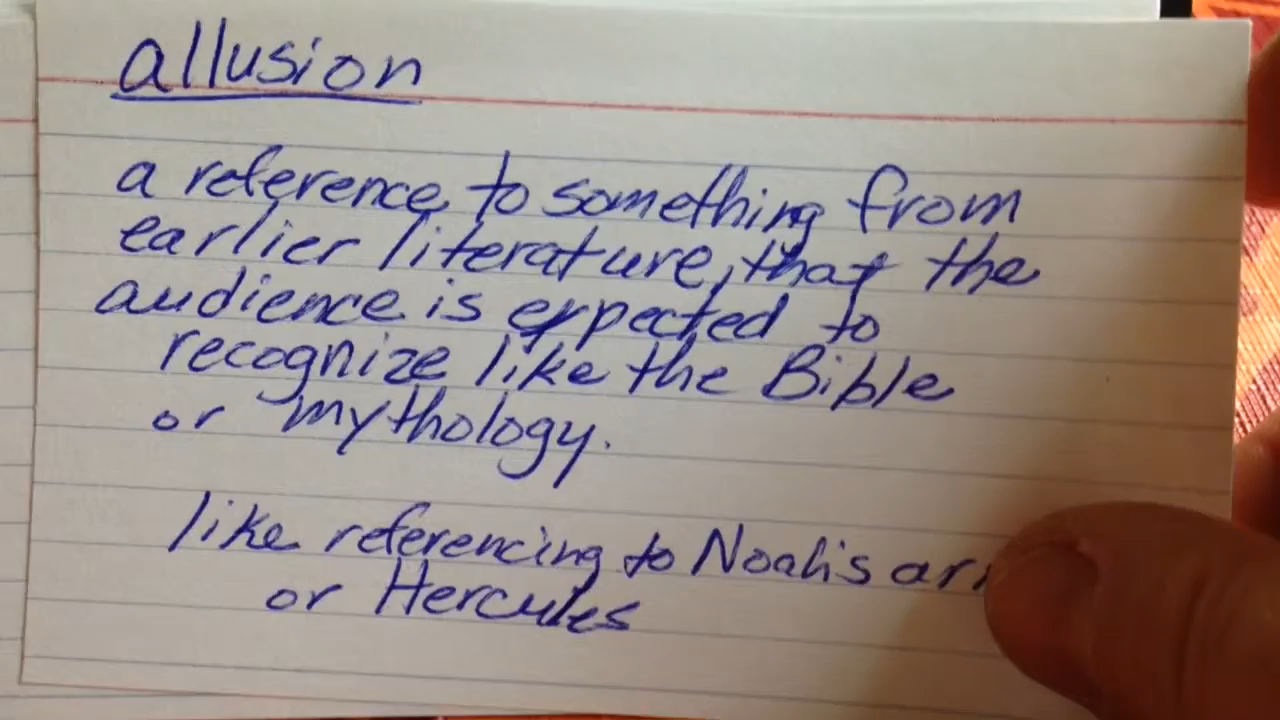 allusion
a reference to something from
earlier literature, that the
audience is expected to
recognize like the Bible
or mythology.
like referencing to Noah's
or Hercules